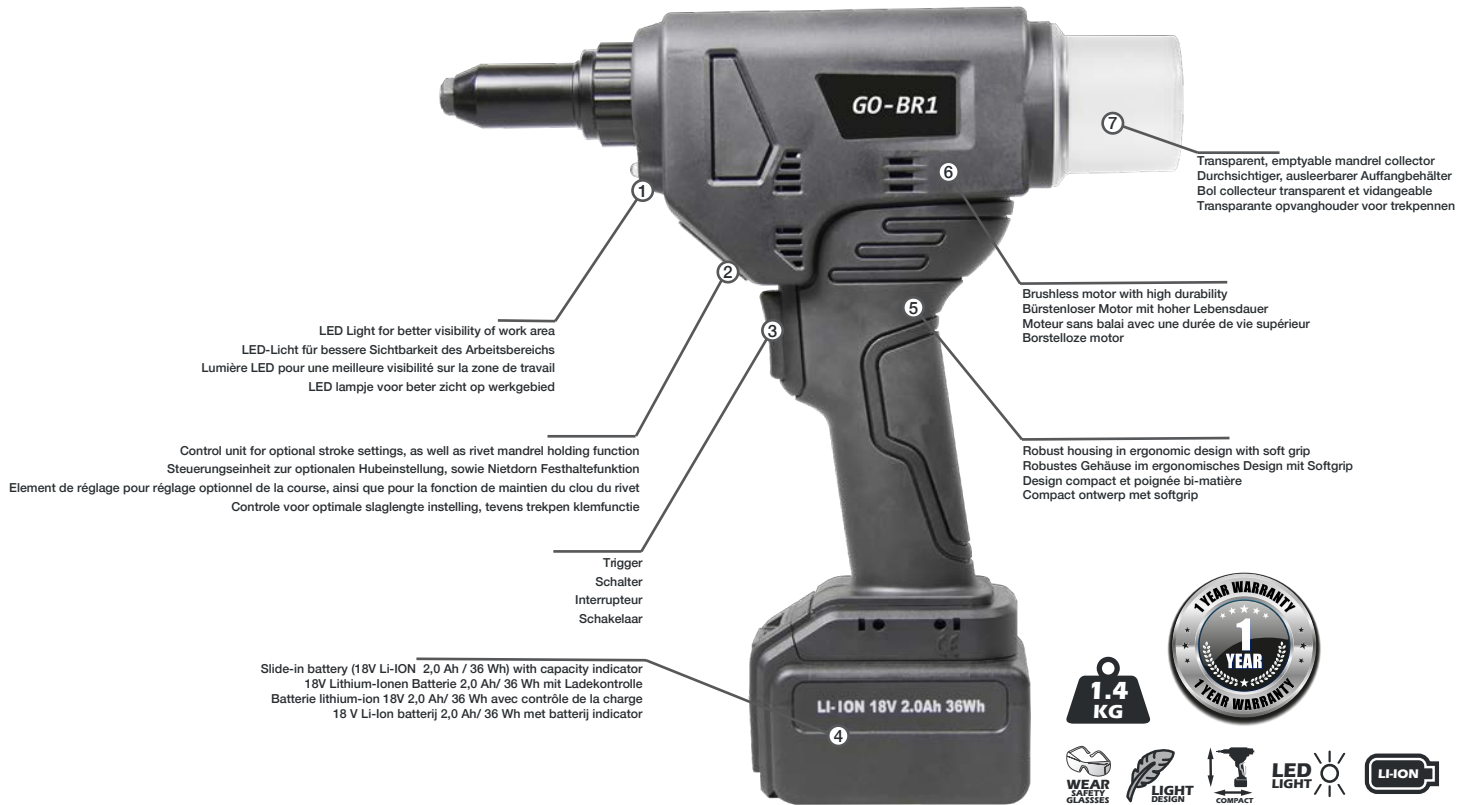 GO-BR1
7
Transparent, emptyable mandrel collector
Durchsichtiger, ausleerbarer Auffangbehälter
Bol collecteur transparent et vidangeable
Transparante opvanghouder voor trekpennen
6
1
2
Brushless motor with high durability
Bürstenloser Motor mit hoher Lebensdauer
Moteur sans balai avec une durée de vie supérieur
Borstelloze motor
5
3
LED Light for better visibility of work area
LED-Licht für bessere Sichtbarkeit des Arbeitsbereichs
Lumière LED pour une meilleure visibilité sur la zone de travail
LED lampje voor beter zicht op werkgebied
Control unit for optional stroke settings, as well as rivet mandrel holding function
Steuerungseinheit zur optionalen Hubeinstellung, sowie Nietdorn Festhaltefunktion
Element de réglage pour réglage optionnel de la course, ainsi que pour la fonction de maintien du clou du rivet
Controle voor optimale slaglengte instelling, tevens trekpen klemfunctie
Robust housing in ergonomic design with soft grip
Robustes Gehäuse im ergonomisches Design mit Softgrip
Design compact et poignée bi-matière
Compact ontwerp met softgrip
Trigger
Schalter
Interrupteur
Schakelaar
Slide-in battery (18V Li-ION 2,0 Ah / 36 Wh) with capacity indicator
18V Lithium-Ionen Batterie 2,0 Ah/ 36 Wh mit Ladekontrolle
Batterie lithium-ion 18V 2,0 Ah/ 36 Wh avec contrôle de la charge
18 V Li-Ion batterij 2,0 Ah/ 36 Wh met batterij indicator
LI-ION 18V 2.0Ah 36Wh
4
1.4
KG
1 YEAR WARRANTY
1
YEAR
1 YEAR WARRANTY
WEAR
SAFETY
GLASSSES
LIGHT
DESIGN
COMPACT
LED
LIGHT
LI-ION